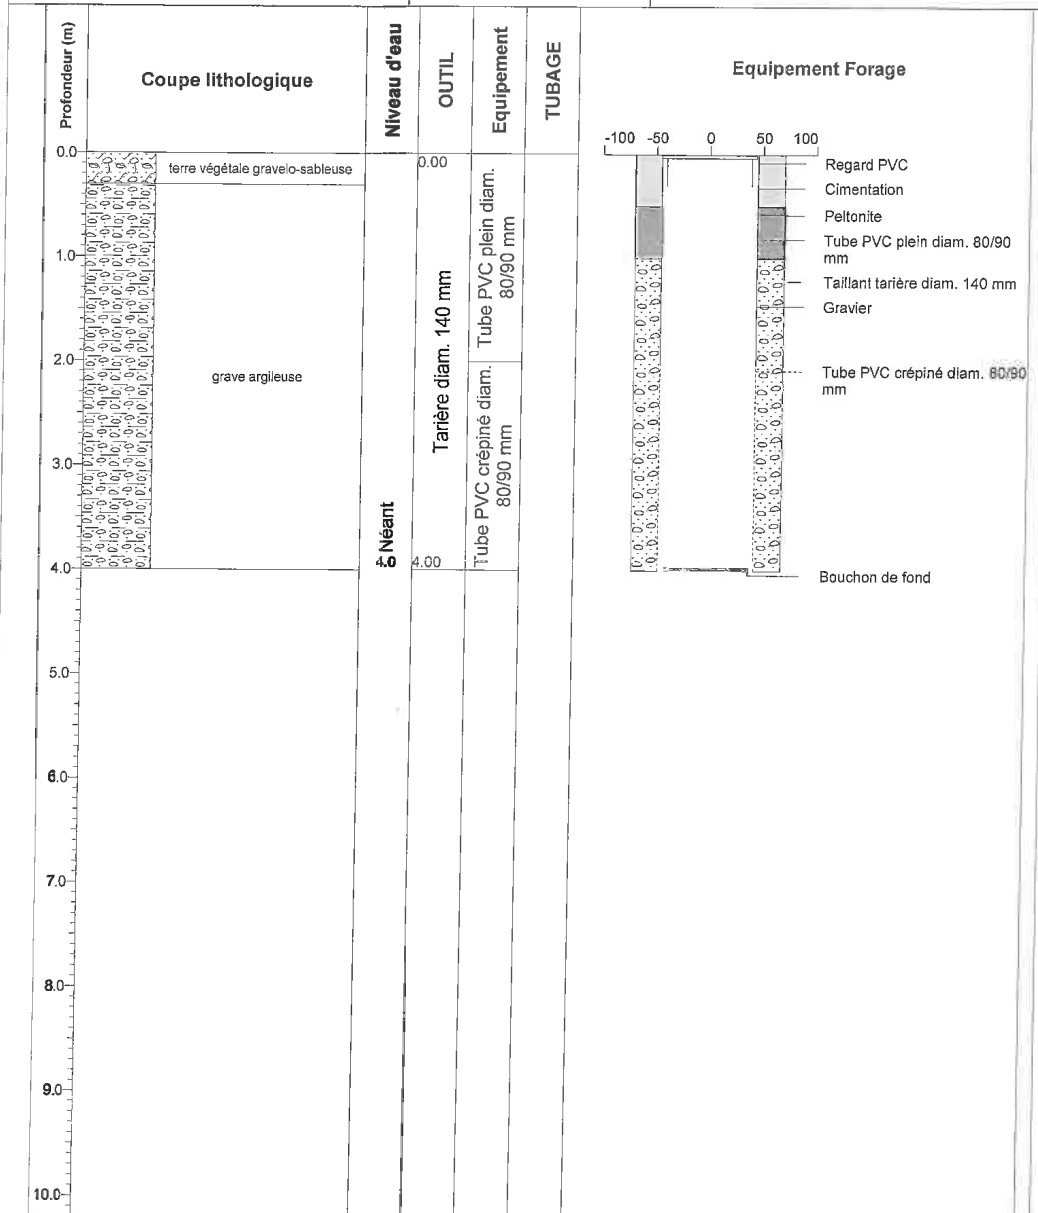 Profondeur (m)
Coupe lithologique
Niveau d'eau
OUTIL
Equipement
TUBAGE
Equipement Forage
-100 -50 0 50 100
0.0
terre végétale gravelo-sableuse
0.00
Regard PVC
Cimentation
Peltonite
Tube PVC plein diam. 80/90
mm
Taillant tarière diam. 140 mm
Gravier
Tube PVC crépiné diam. 80/90
mm
Bouchon de fond
1.0
2.0
grave argileuse
3.0
4.0
Néant
4.0
4.00
Tarière diam. 140 mm
Tube PVC plein diam.
80/90 mm
Tube PVC crépiné diam.
80/90 mm
5.0
6.0
7.0
8.0
9.0
10.0